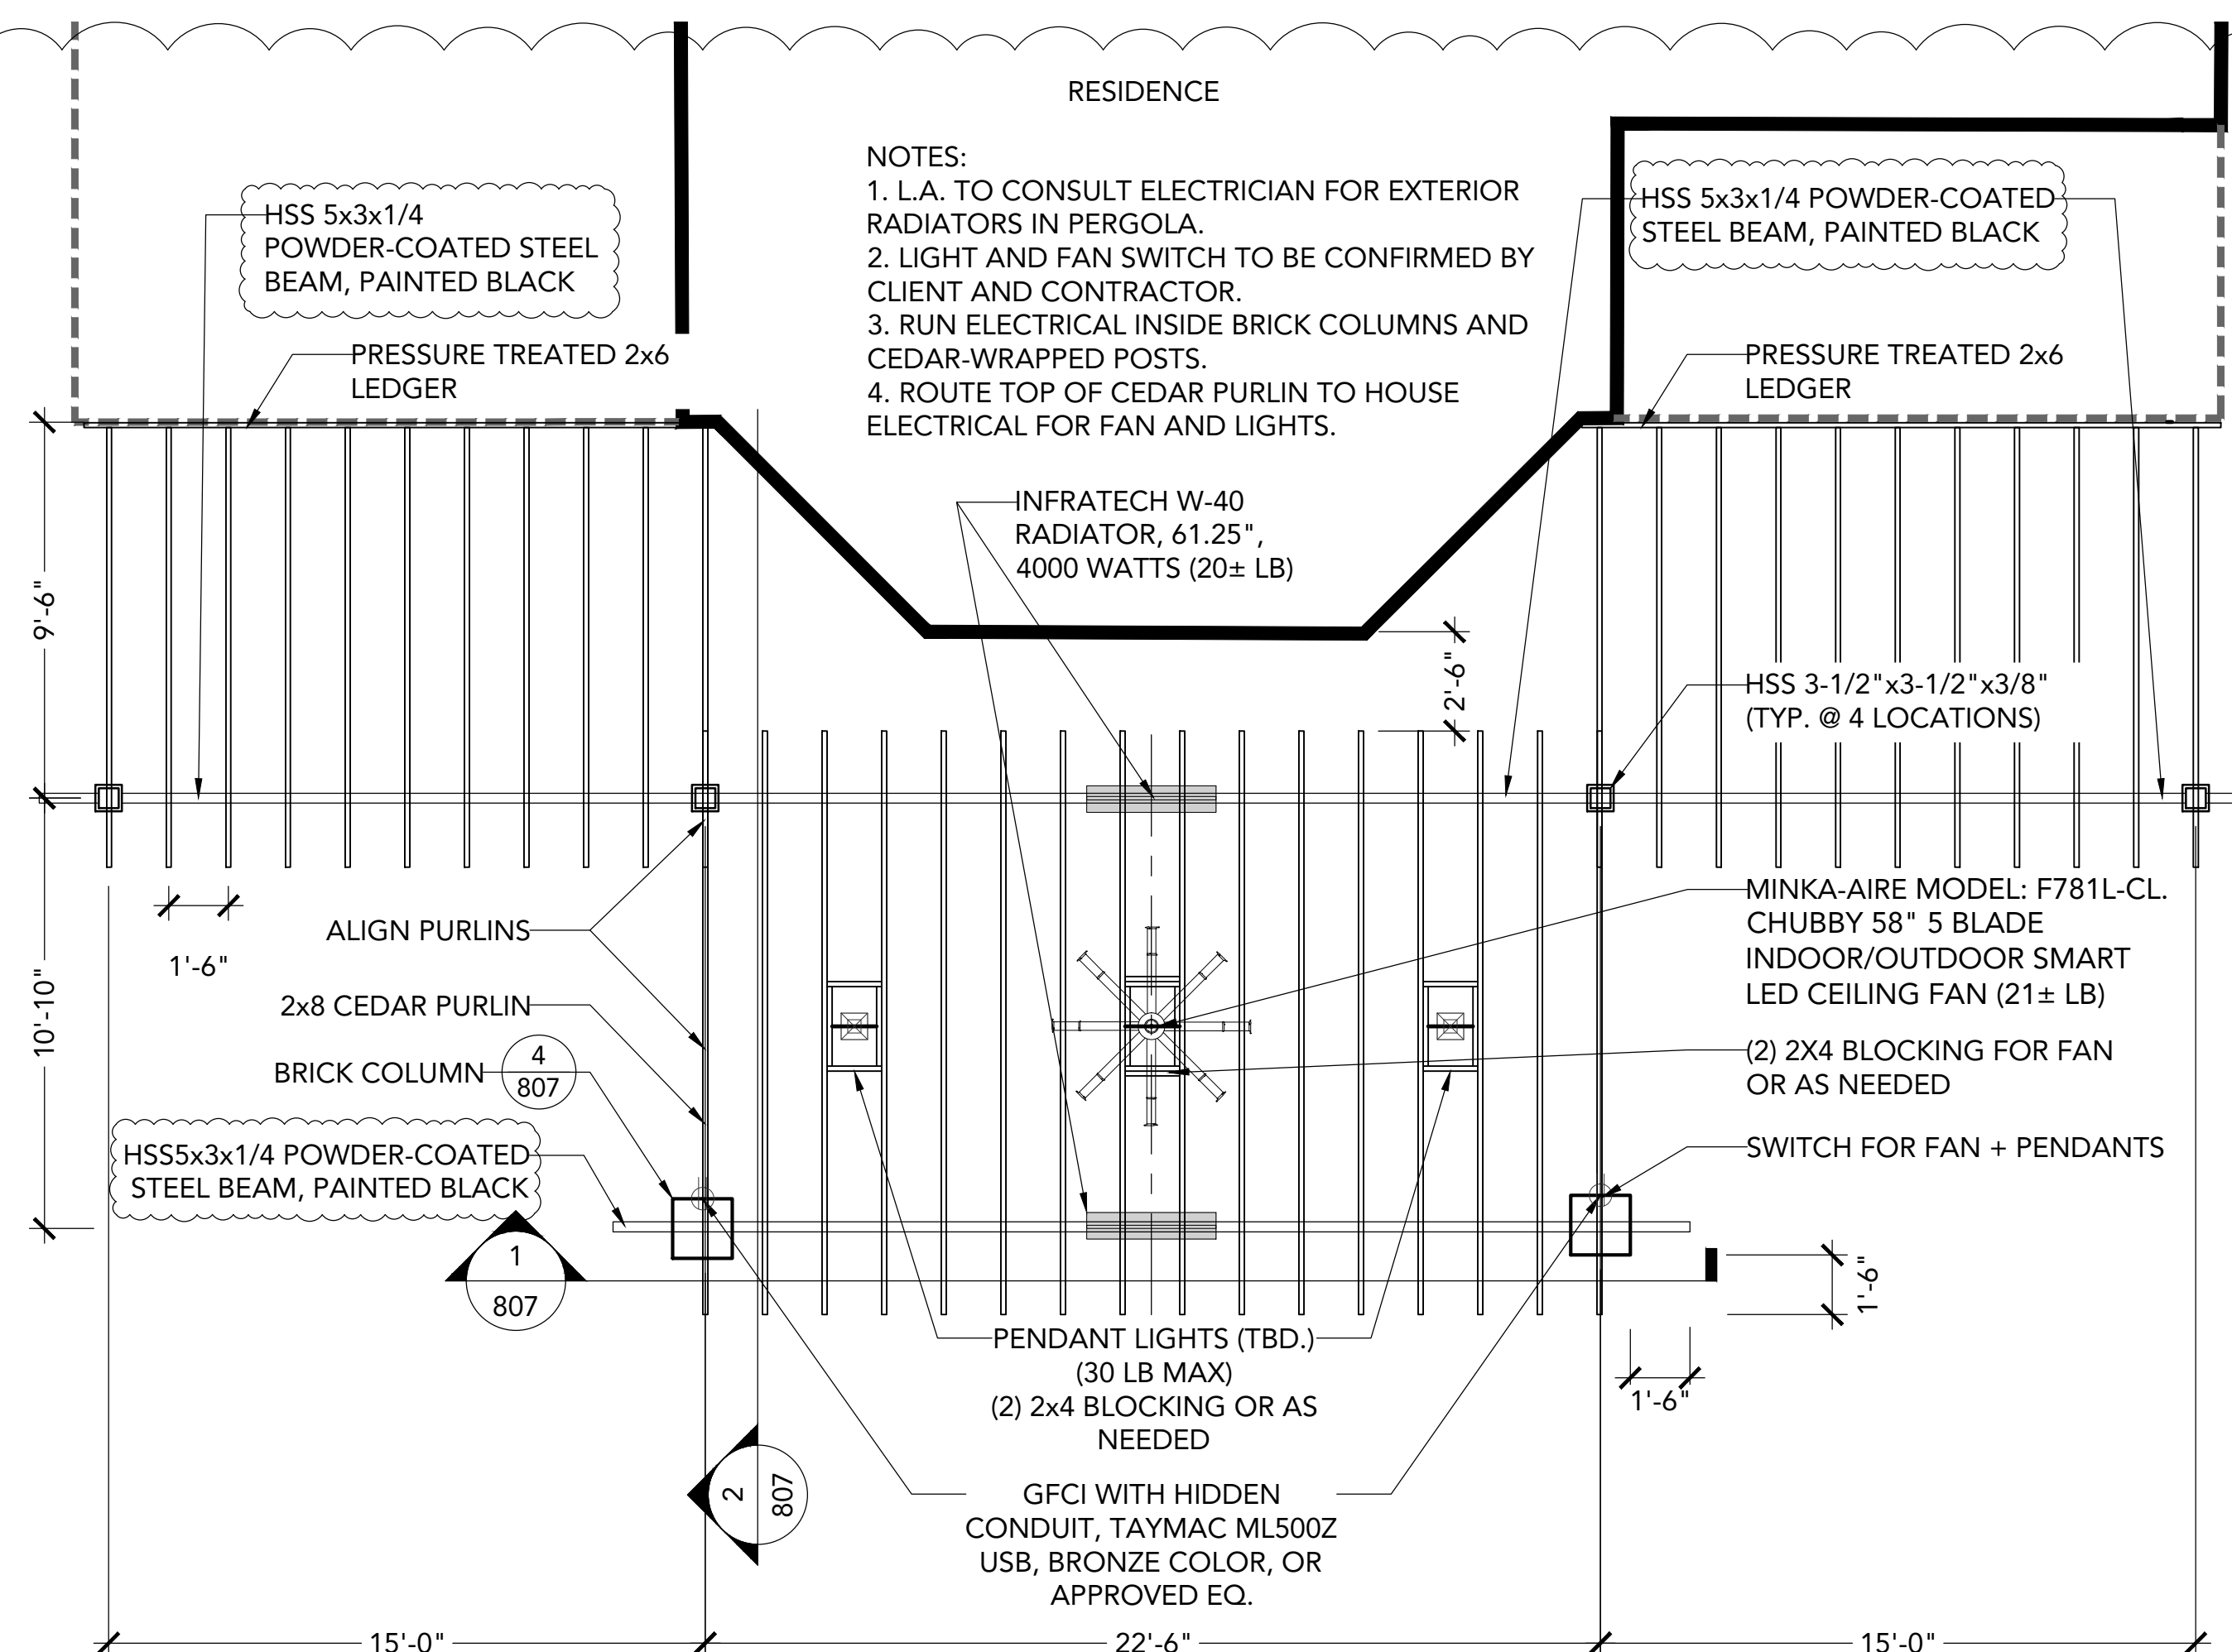 RESIDENCE
NOTES:
1. L.A. TO CONSULT ELECTRICIAN FOR EXTERIOR
RADIATORS IN PERGOLA.
2. LIGHT AND FAN SWITCH TO BE CONFIRMED BY
CLIENT AND CONTRACTOR.
3. RUN ELECTRICAL INSIDE BRICK COLUMNS AND
CEDAR-WRAPPED POSTS.
4. ROUTE TOP OF CEDAR PURLIN TO HOUSE
ELECTRICAL FOR FAN AND LIGHTS.
HSS 5x3x1/4
POWDER-COATED STEEL
BEAM, PAINTED BLACK
PRESSURE TREATED 2x6
LEDGER
HSS 5x3x1/4 POWDER-COATED
STEEL BEAM, PAINTED BLACK
PRESSURE TREATED 2x6
LEDGER
INFRATECH W-40
RADIATOR, 61.25",
4000 WATTS (20± LB)
9'-6"
2'-6"
HSS 3-1/2"x3-1/2"x3/8"
(TYP. @ 4 LOCATIONS)
ALIGN PURLINS
1'-6"
10'-10"
2x8 CEDAR PURLIN
BRICK COLUMN
4
807
HSS5x3x1/4 POWDER-COATED
STEEL BEAM, PAINTED BLACK
MINKA-AIRE MODEL: F781L-CL.
CHUBBY 58" 5 BLADE
INDOOR/OUTDOOR SMART
LED CEILING FAN (21± LB)
(2) 2X4 BLOCKING FOR FAN
OR AS NEEDED
SWITCH FOR FAN + PENDANTS
1
807
1'-6"
1'-6"
PENDANT LIGHTS (TBD.)
(30 LB MAX)
(2) 2x4 BLOCKING OR AS
NEEDED
2
807
GFCI WITH HIDDEN
CONDUIT, TAYMAC ML500Z
USB, BRONZE COLOR, OR
APPROVED EQ.
15'-0"
22'-6"
15'-0"